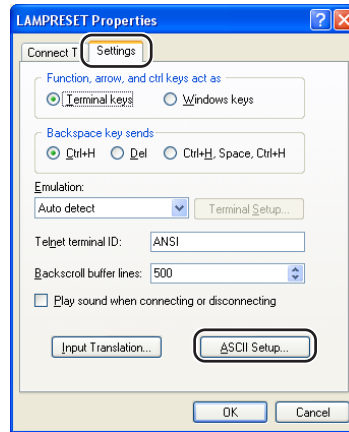 LAMPRESET Properties
Connect T Settings
Function, arrow, and ctrl keys act as
Terminal keys Windows keys
Backspace key sends
Ctrl+H Del Ctrl+H, Space, Ctrl+H
Emulation:
Auto detect Terminal Setup...
Telnet terminal ID: ANSI
Backscroll buffer lines: 500
Play sound when connecting or disconnecting
Input Translation... ASCII Setup...
OK Cancel